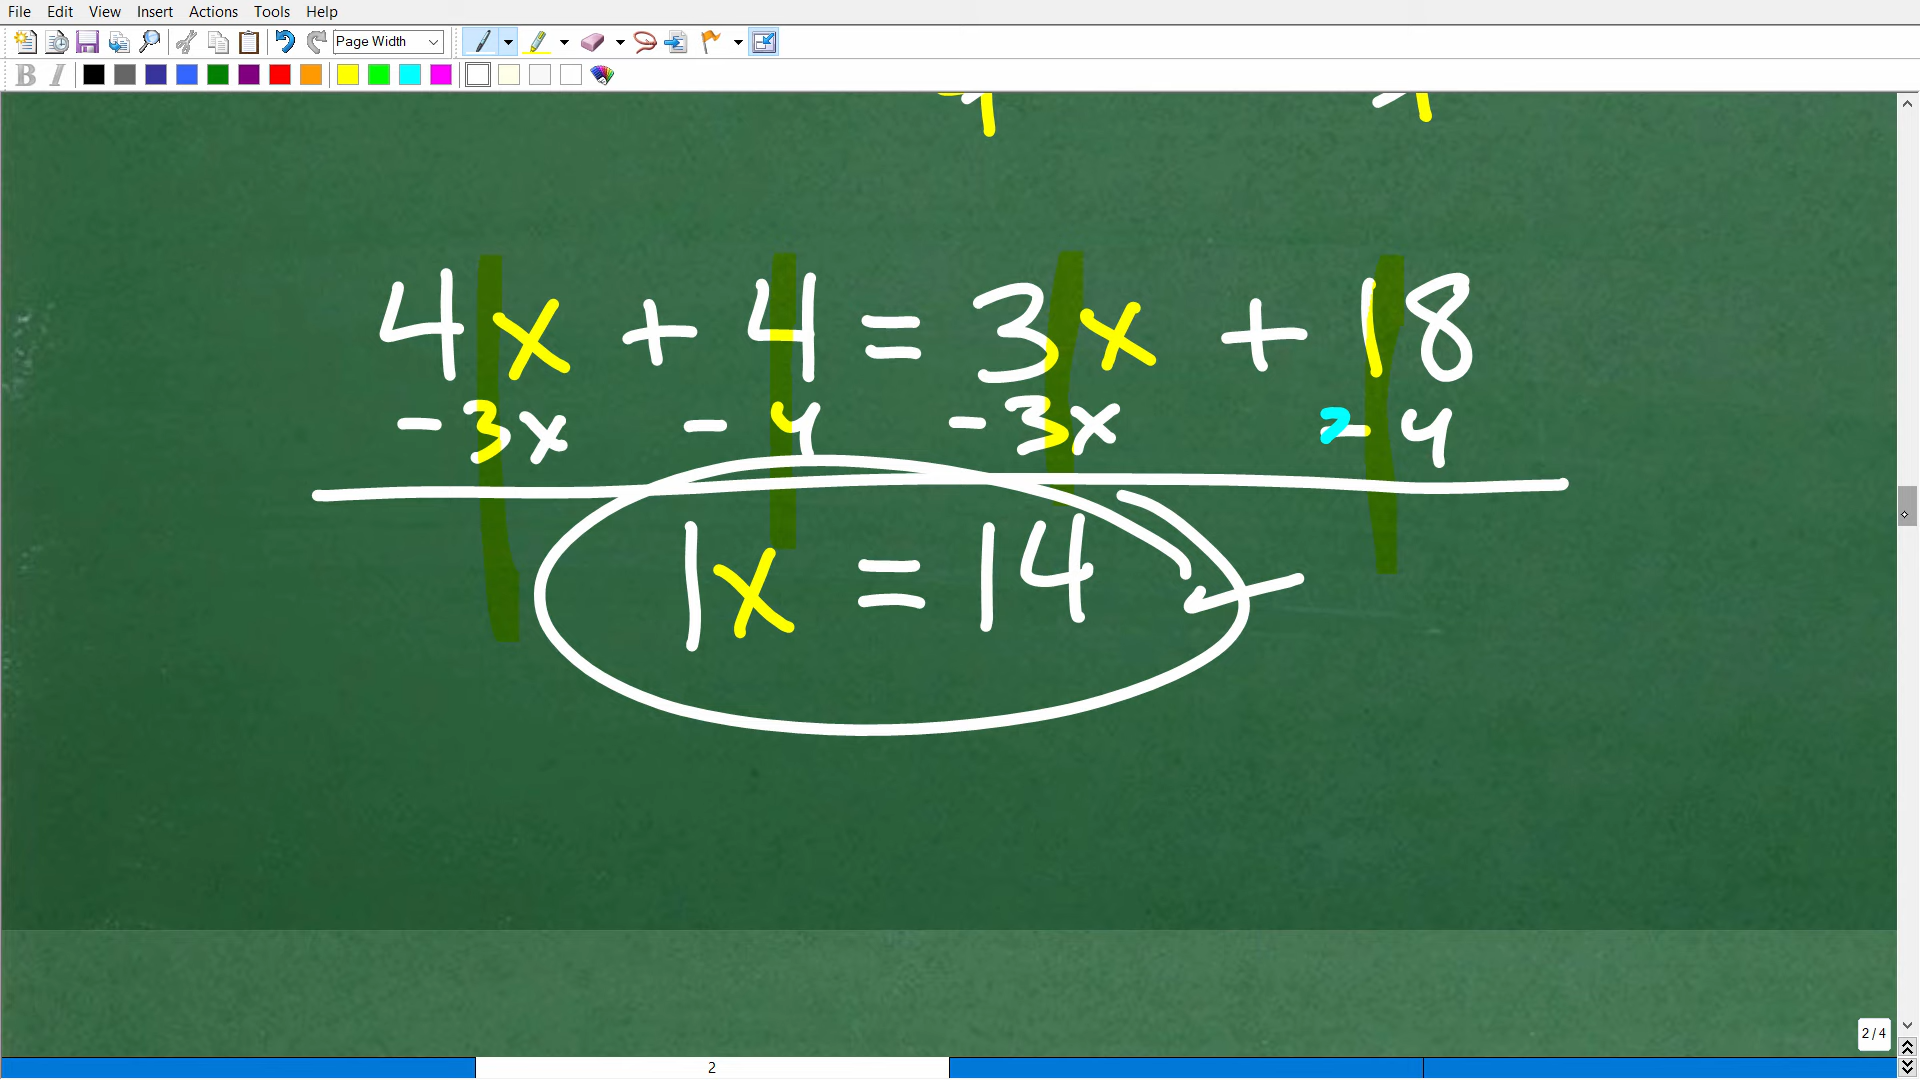 File Edit View Insert Actions Tools Help
Page Width
B I
4x + 4 = 3x + 18
- 3x - 4 - 3x - 4
1x = 14
2 / 4
2